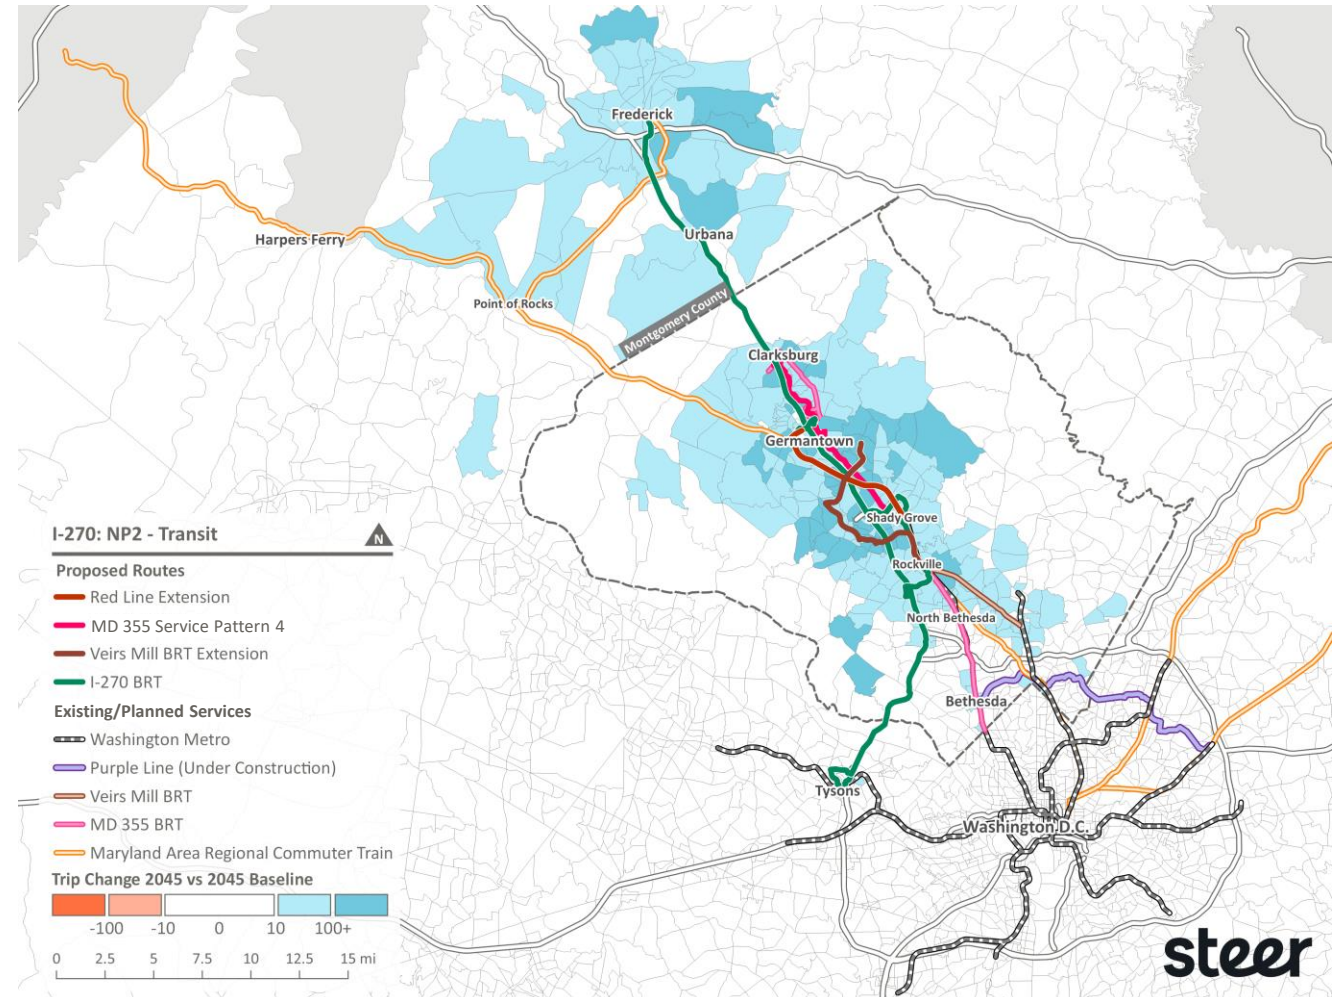 Frederick
Harpers Ferry
Urbana
Point of Rocks
Montgomery County
Clarksburg
Germantown
Shady Grove
Rockville
North Bethesda
Bethesda
Tysons
Washington D.C.
I-270: NP2 - Transit
N
Proposed Routes
Red Line Extension
MD 355 Service Pattern 4
Veirs Mill BRT Extension
I-270 BRT
Existing/Planned Services
Washington Metro
Purple Line (Under Construction)
Veirs Mill BRT
MD 355 BRT
Maryland Area Regional Commuter Train
Trip Change 2045 vs 2045 Baseline
-100 -10 0 10 100+
0 2.5 5 7.5 10 12.5 15 mi
steer